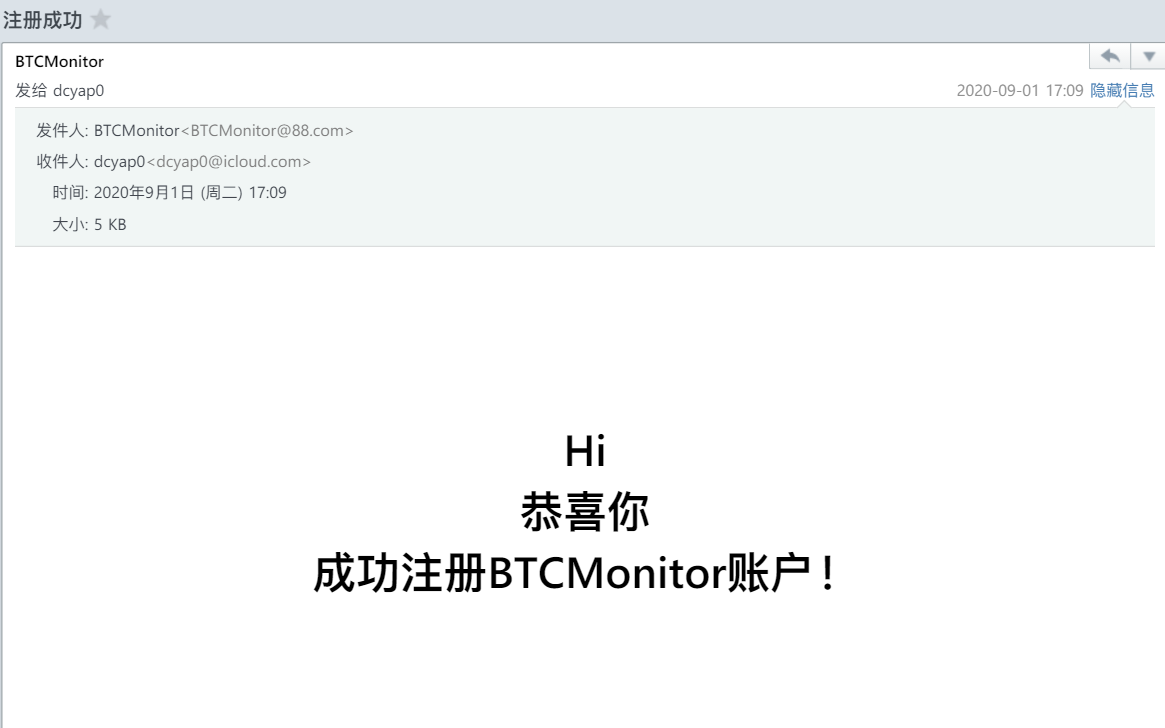 注册成功
BTCMonitor
发给 dcyap0
2020-09-01 17:09 隐藏信息
发件人: BTCMonitor<BTCMonitor@88.com>
收件人: dcyap0<dcyap0@icloud.com>
时间: 2020年9月1日 (周二) 17:09
大小: 5 KB
Hi
恭喜你
成功注册BTCMonitor账户！